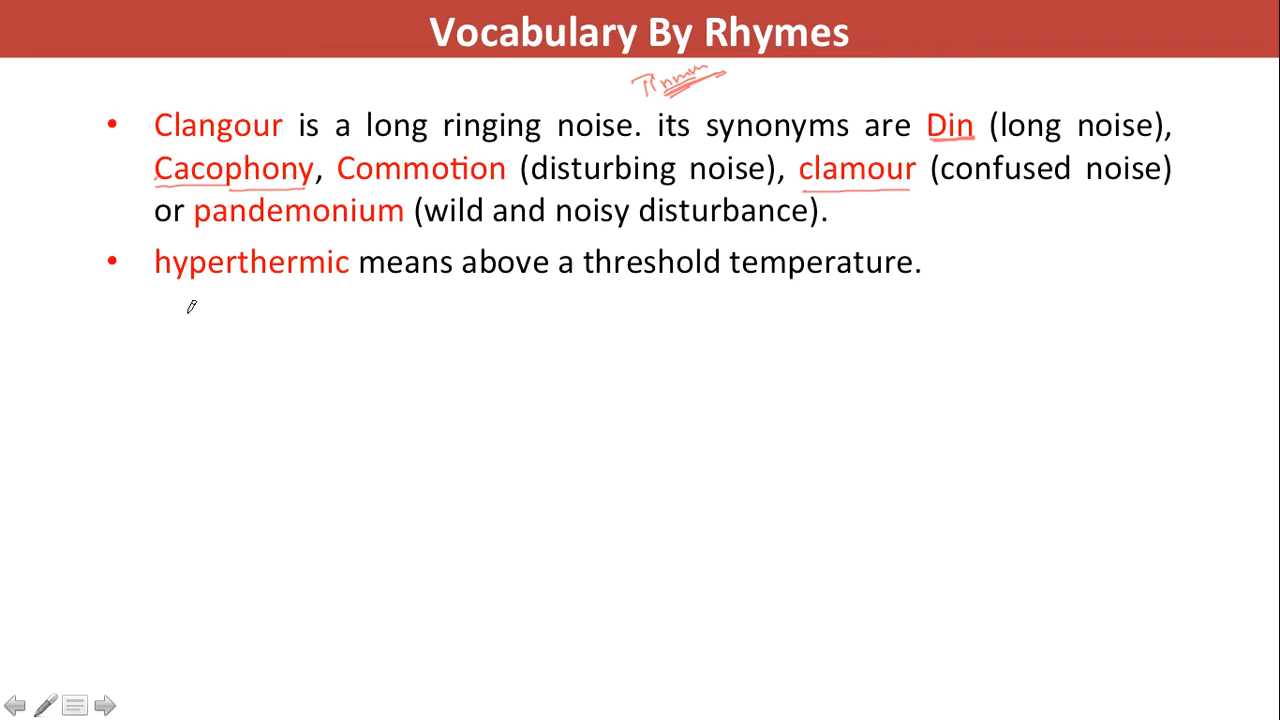 Vocabulary By Rhymes
• Clangour is a long ringing noise. its synonyms are Din (long noise),
Cacophony, Commotion (disturbing noise), clamour (confused noise)
or pandemonium (wild and noisy disturbance).
• hyperthermic means above a threshold temperature.